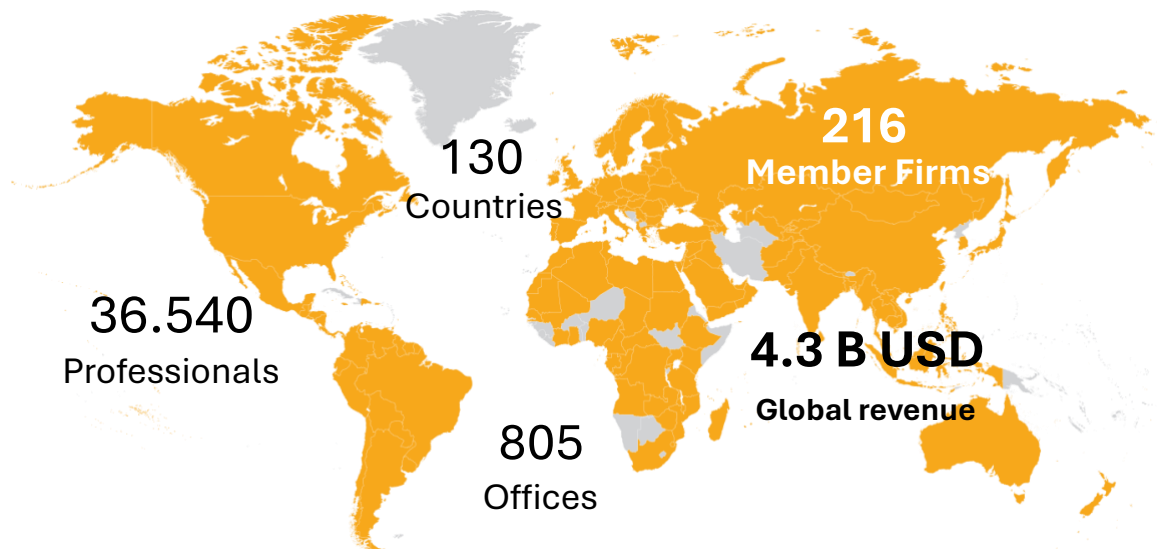 216
Member Firms
130
Countries
36.540
Professionals
4.3 B USD
Global revenue
805
Offices